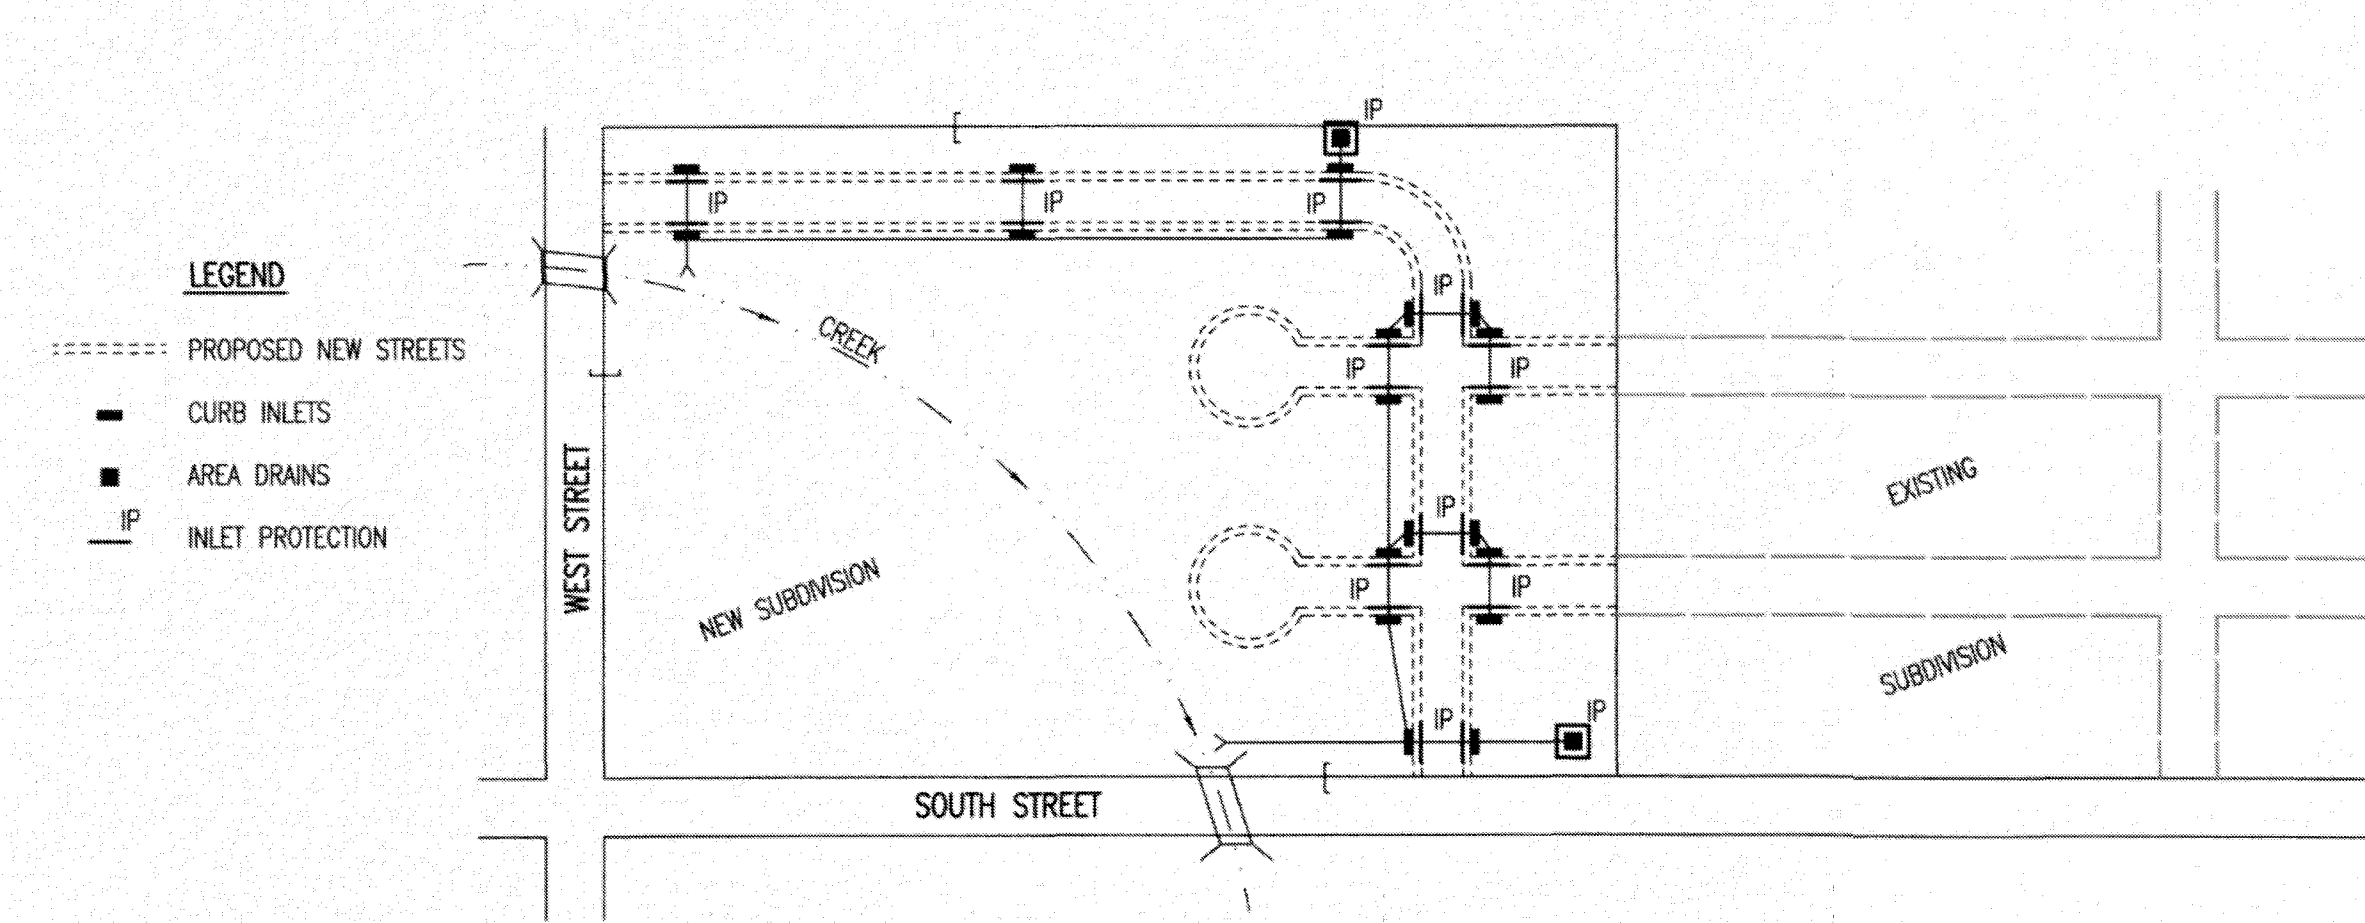 IP
IP
IP
IP
LEGEND
PROPOSED NEW STREETS
CURB INLETS
AREA DRAINS
IP
INLET PROTECTION
WEST STREET
CREEK
NEW SUBDIVISION
IP
IP
IP
IP
IP
IP
IP
IP
EXISTING
SUBDIVISION
SOUTH STREET